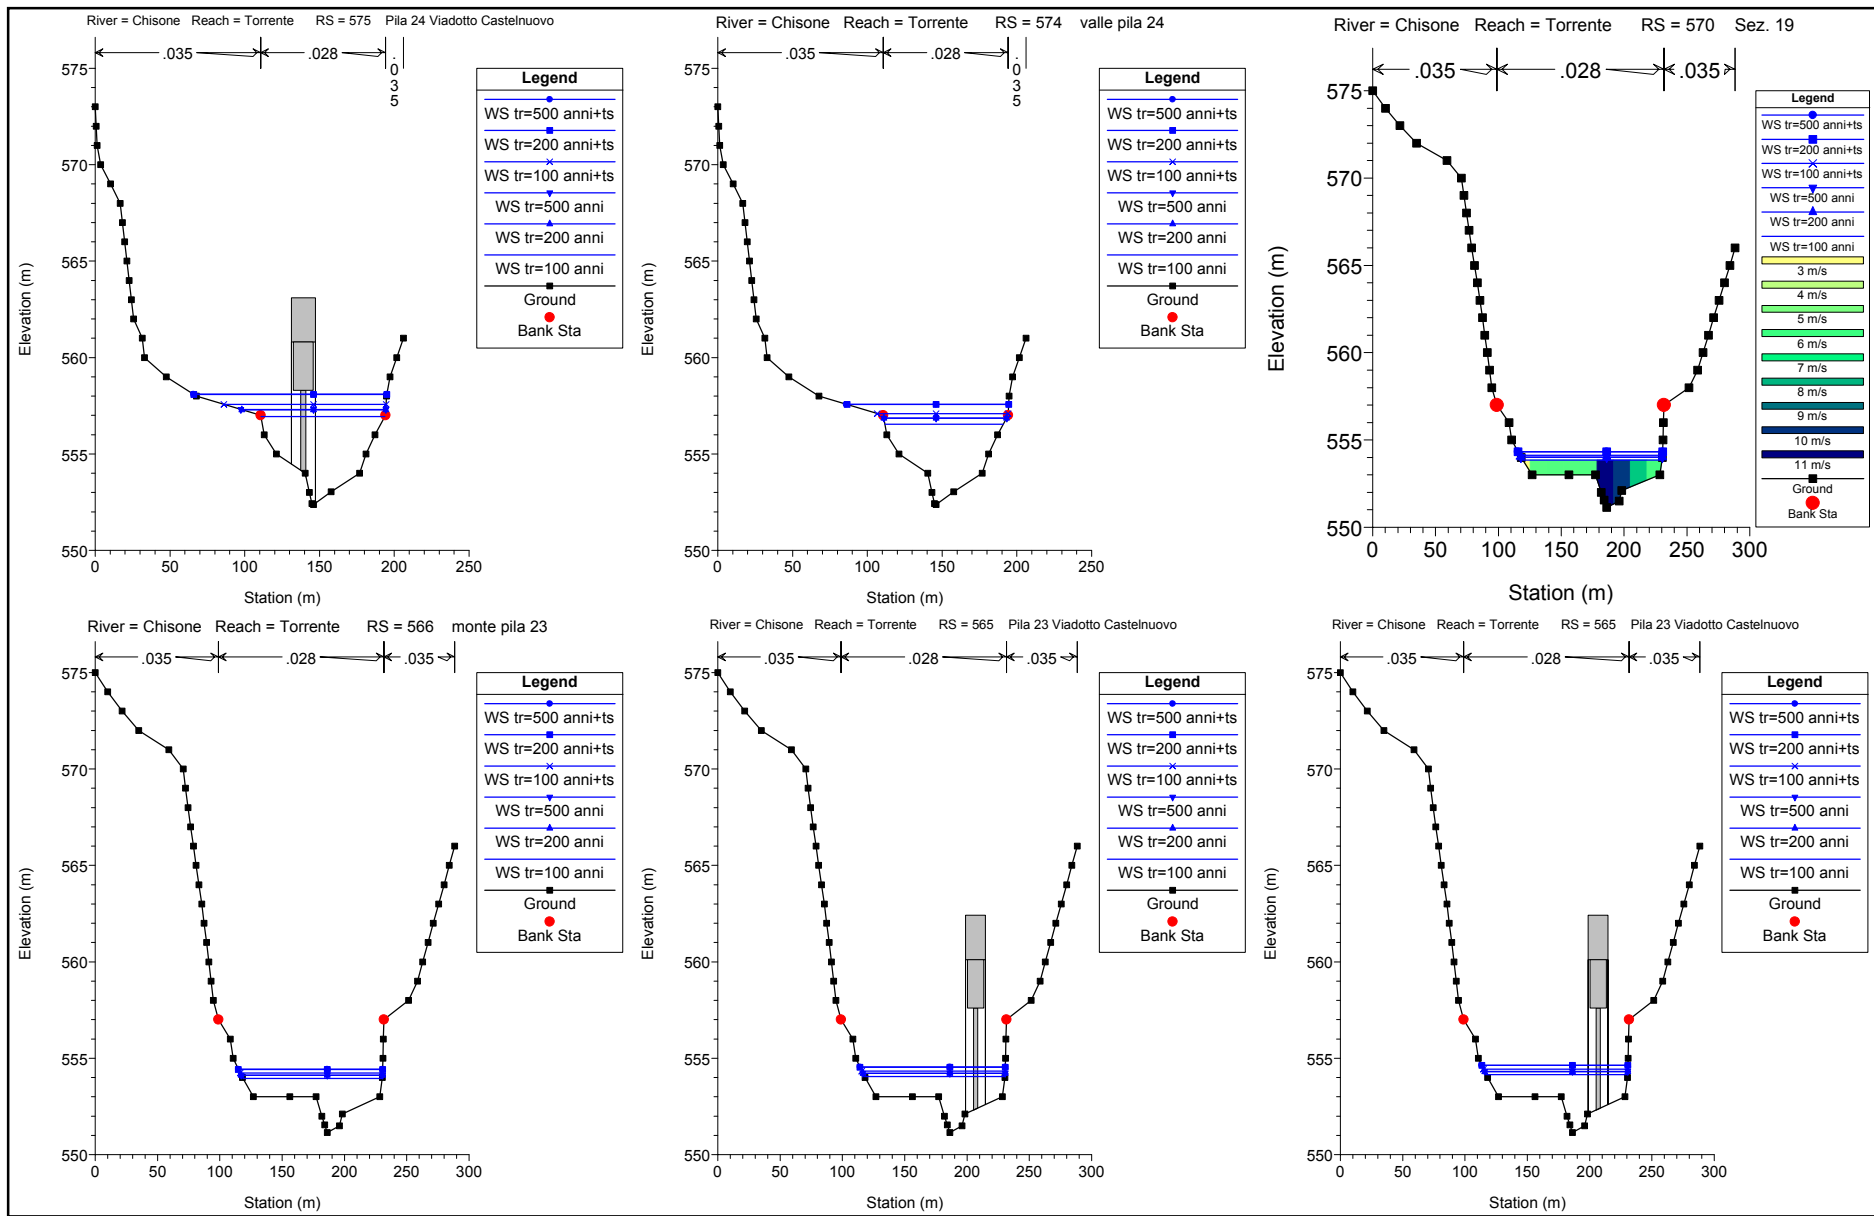 River = Chisone Reach = Torrente RS = 575 Pila 24 Viadotto Castelnuovo
.035 .028 .035
Elevation (m)
575
570
565
560
555
550
0 50 100 150 200 250
Station (m)
Legend
WS tr=500 anni+ts
WS tr=200 anni+ts
WS tr=100 anni+ts
WS tr=500 anni
WS tr=200 anni
WS tr=100 anni
Ground
Bank Sta
River = Chisone Reach = Torrente RS = 574 valle pila 24
.035 .028 .035
Elevation (m)
575
570
565
560
555
550
0 50 100 150 200 250
Station (m)
Legend
WS tr=500 anni+ts
WS tr=200 anni+ts
WS tr=100 anni+ts
WS tr=500 anni
WS tr=200 anni
WS tr=100 anni
Ground
Bank Sta
River = Chisone Reach = Torrente RS = 570 Sez. 19
.035 .028 .035
Elevation (m)
575
570
565
560
555
550
0 50 100 150 200 250 300
Station (m)
Legend
WS tr=500 anni+ts
WS tr=200 anni+ts
WS tr=100 anni+ts
WS tr=500 anni
WS tr=200 anni
WS tr=100 anni
3 m/s
4 m/s
5 m/s
6 m/s
7 m/s
8 m/s
9 m/s
10 m/s
11 m/s
Ground
Bank Sta
River = Chisone Reach = Torrente RS = 566 monte pila 23
.035 .028 .035
Elevation (m)
575
570
565
560
555
550
0 50 100 150 200 250 300
Station (m)
Legend
WS tr=500 anni+ts
WS tr=200 anni+ts
WS tr=100 anni+ts
WS tr=500 anni
WS tr=200 anni
WS tr=100 anni
Ground
Bank Sta
River = Chisone Reach = Torrente RS = 565 Pila 23 Viadotto Castelnuovo
.035 .028 .035
Elevation (m)
575
570
565
560
555
550
0 50 100 150 200 250 300
Station (m)
Legend
WS tr=500 anni+ts
WS tr=200 anni+ts
WS tr=100 anni+ts
WS tr=500 anni
WS tr=200 anni
WS tr=100 anni
Ground
Bank Sta
River = Chisone Reach = Torrente RS = 565 Pila 23 Viadotto Castelnuovo
.035 .028 .035
Elevation (m)
575
570
565
560
555
550
0 50 100 150 200 250 300
Station (m)
Legend
WS tr=500 anni+ts
WS tr=200 anni+ts
WS tr=100 anni+ts
WS tr=500 anni
WS tr=200 anni
WS tr=100 anni
Ground
Bank Sta